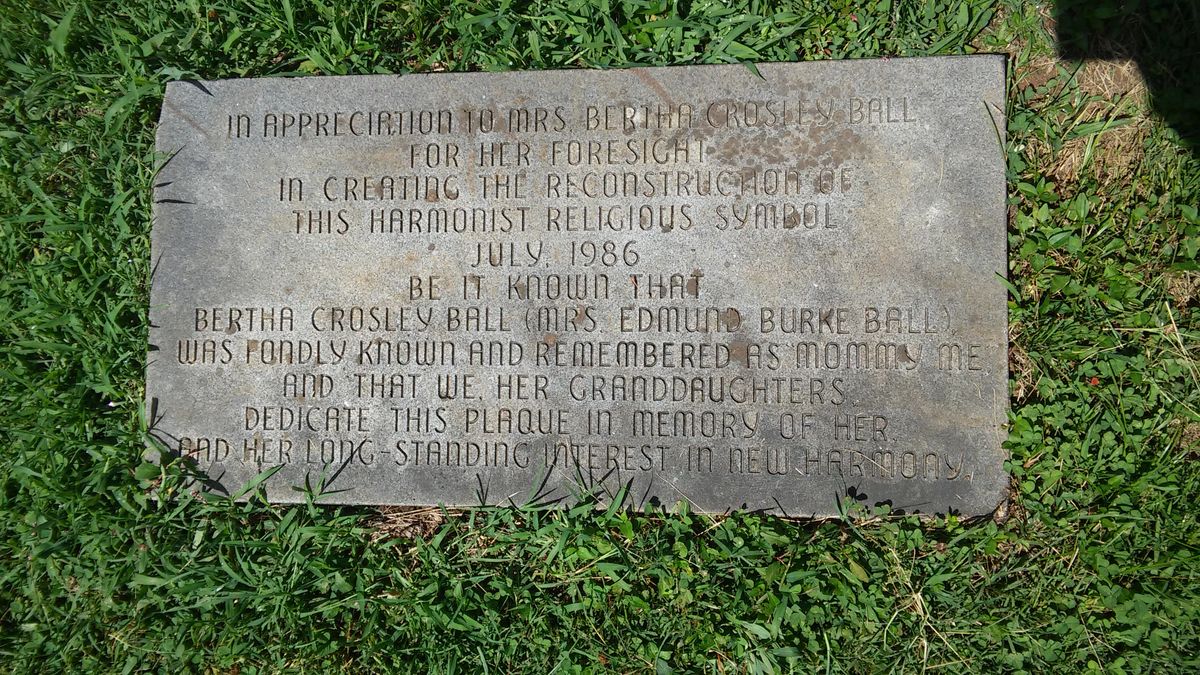 IN APPRECIATION TO MRS. BERTHA CROSLEY BALL
FOR HER FORESIGHT
IN CREATING THE RECONSTRUCTION OF
THIS HARMONIST RELIGIOUS SYMBOL
JULY, 1986
BE IT KNOWN THAT
BERTHA CROSLEY BALL (MRS. EDMUND BURKE BALL),
WAS FONDLY KNOWN AND REMEMBERED AS MOMMY ME,
AND THAT WE, HER GRANDDAUGHTERS,
DEDICATE THIS PLAQUE IN MEMORY OF HER,
AND HER LONG-STANDING INTEREST IN NEW HARMONY.